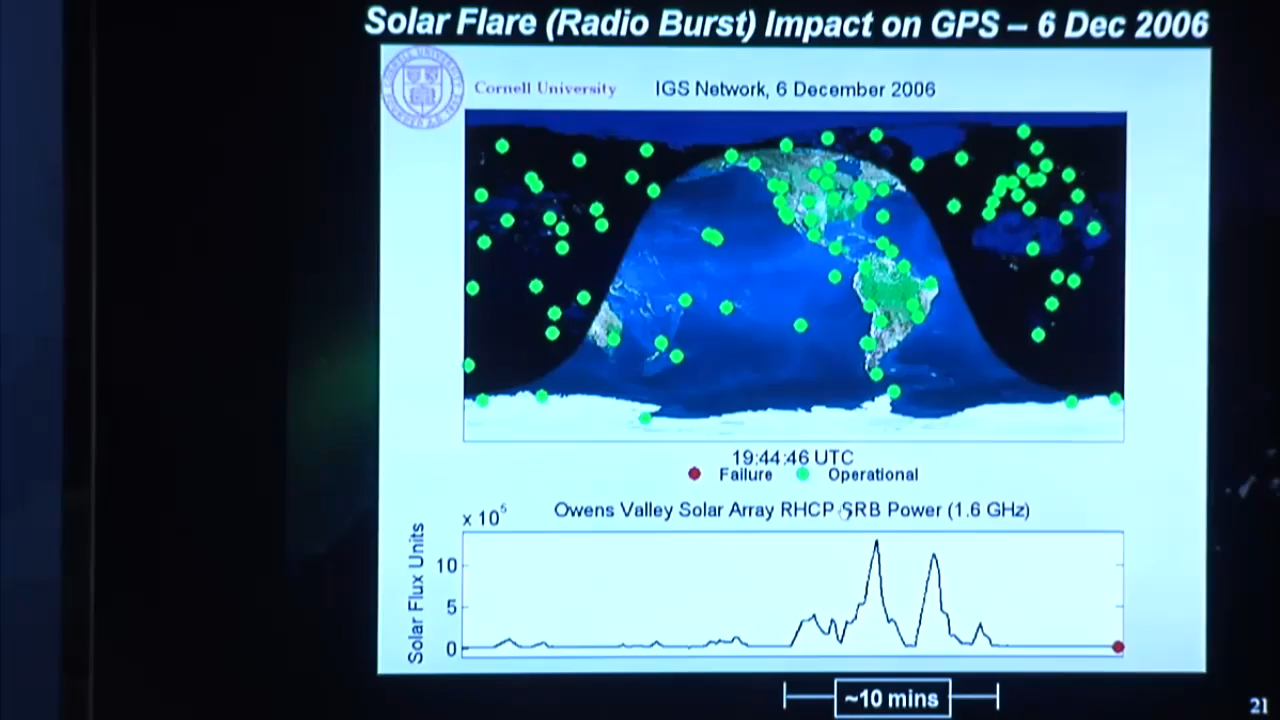 Solar Flare (Radio Burst) Impact on GPS – 6 Dec 2006
Cornell University
IGS Network, 6 December 2006
19:44:46 UTC
Failure Operational
Owens Valley Solar Array RHCP SRB Power (1.6 GHz)
x 10⁵
Solar Flux Units
10
5
0
~10 mins
21